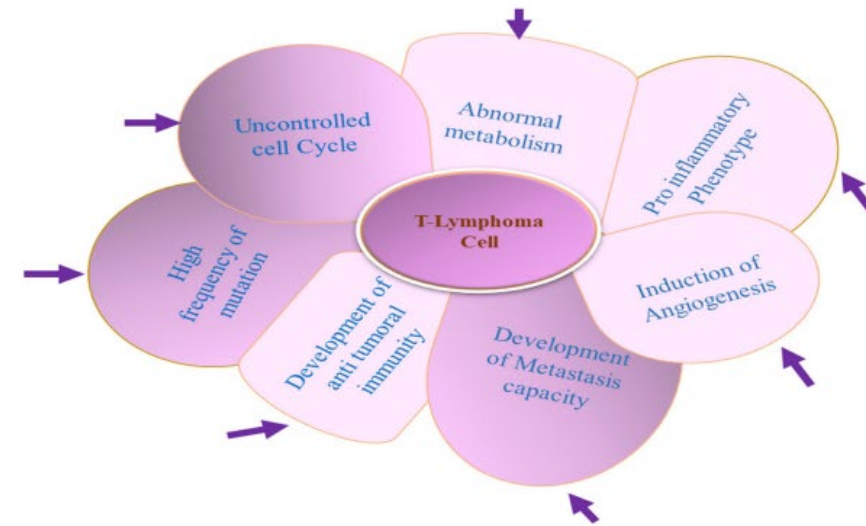 Uncontrolled
cell Cycle
Abnormal
metabolism
Pro inflammatory
Phenotype
T-Lymphoma
Cell
High
frequency of
mutation
Development of
anti tumoral
immunity
Development
of Metastasis
capacity
Induction of
Angiogenesis